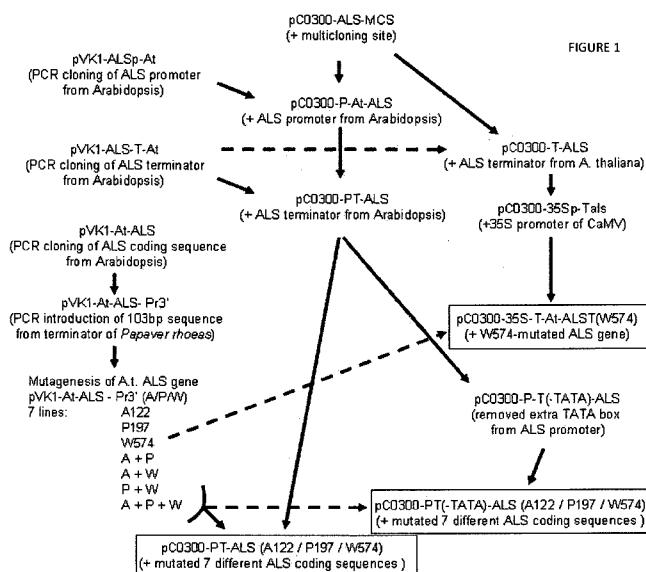 pC0300-ALS-MCS
(+ multicloning site)
FIGURE 1
pVK1-ALSp-At
(PCR cloning of ALS promoter
from Arabidopsis)
pC0300-P-At-ALS
(+ ALS promoter from Arabidopsis)
pVK1-ALS-T-At
(PCR cloning of ALS terminator
from Arabidopsis)
pC0300-T-ALS
(+ ALS terminator from A. thaliana)
pC0300-PT-ALS
(+ ALS terminator from Arabidopsis)
pC0300-35Sp-Tals
(+35S promoter of CaMV)
pVK1-At-ALS
(PCR cloning of ALS coding sequence
from Arabidopsis)
pVK1-At-ALS- Pr3'
(PCR introduction of 103bp sequence
from terminator of Papaver rhoeas)
pC0300-35S-T-At-ALST(W574)
(+ W574-mutated ALS gene)
Mutagenesis of A.t. ALS gene
pVK1-At-ALS - Pr3' (A/P/W)
7 lines:
A122
P197
W574
A + P
A + W
P + W
A + P + W
pC0300-P-T(-TATA)-ALS
(removed extra TATA box
from ALS promoter)
pC0300-PT(-TATA)-ALS (A122 / P197 / W574)
(+ mutated 7 different ALS coding sequences )
pC0300-PT-ALS (A122 / P197 / W574)
(+ mutated 7 different ALS coding sequences )